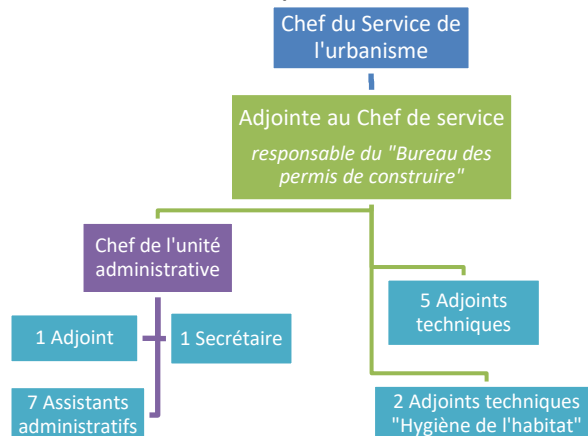 Chef du Service de
l'urbanisme
Adjointe au Chef de service
responsable du "Bureau des
permis de construire"
Chef de l'unité
administrative
5 Adjoints
techniques
1 Adjoint
1 Secrétaire
7 Assistants
administratifs
2 Adjoints techniques
"Hygiène de l'habitat"